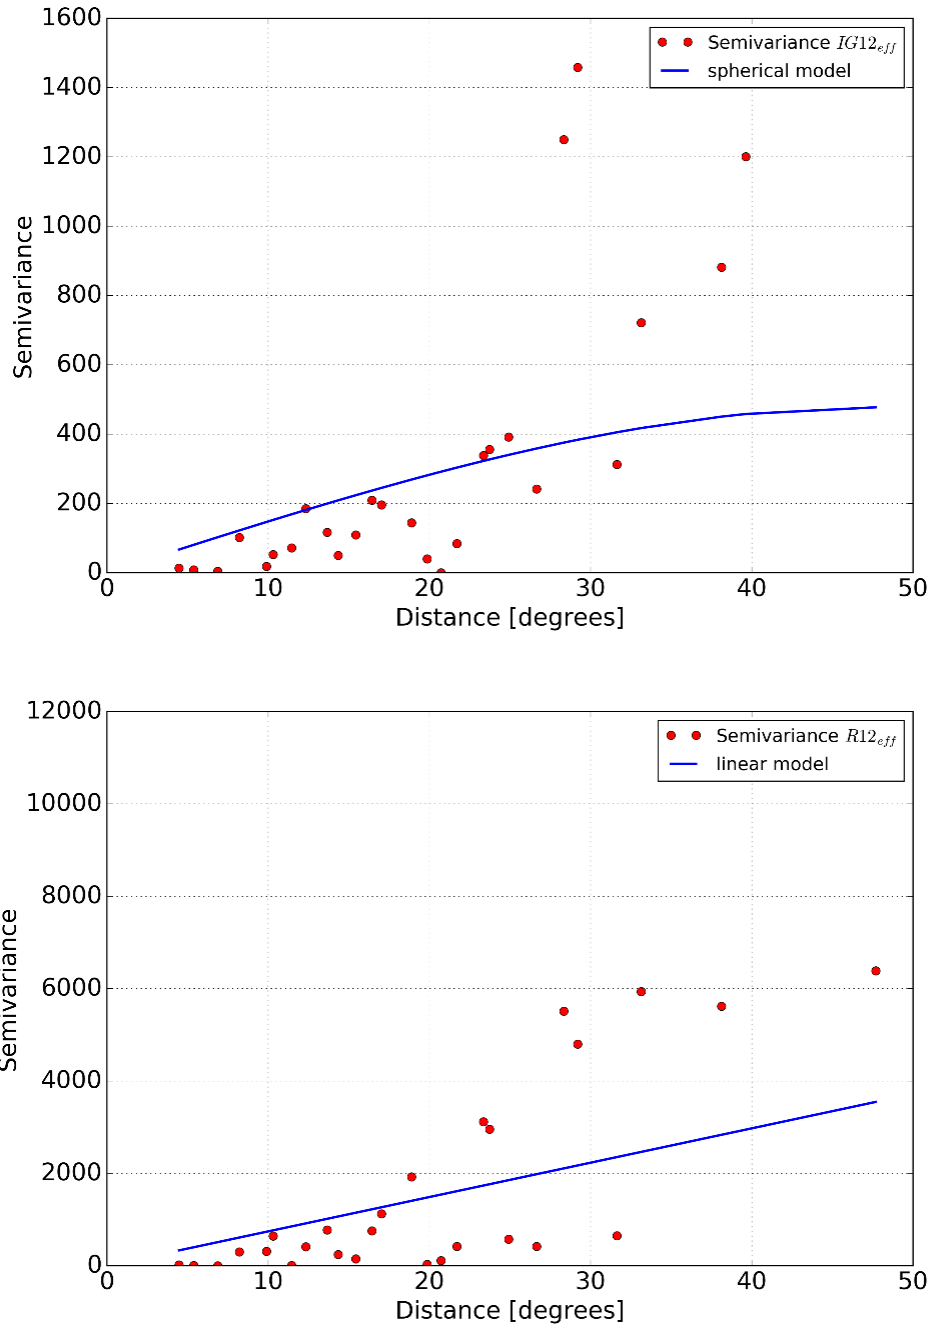 1600
1400
1200
1000
800
600
400
200
0
Semivariance
Semivariance IG12eff
spherical model
0 10 20 30 40 50
Distance [degrees]
12000
10000
8000
6000
4000
2000
0
Semivariance
Semivariance R12eff
linear model
0 10 20 30 40 50
Distance [degrees]